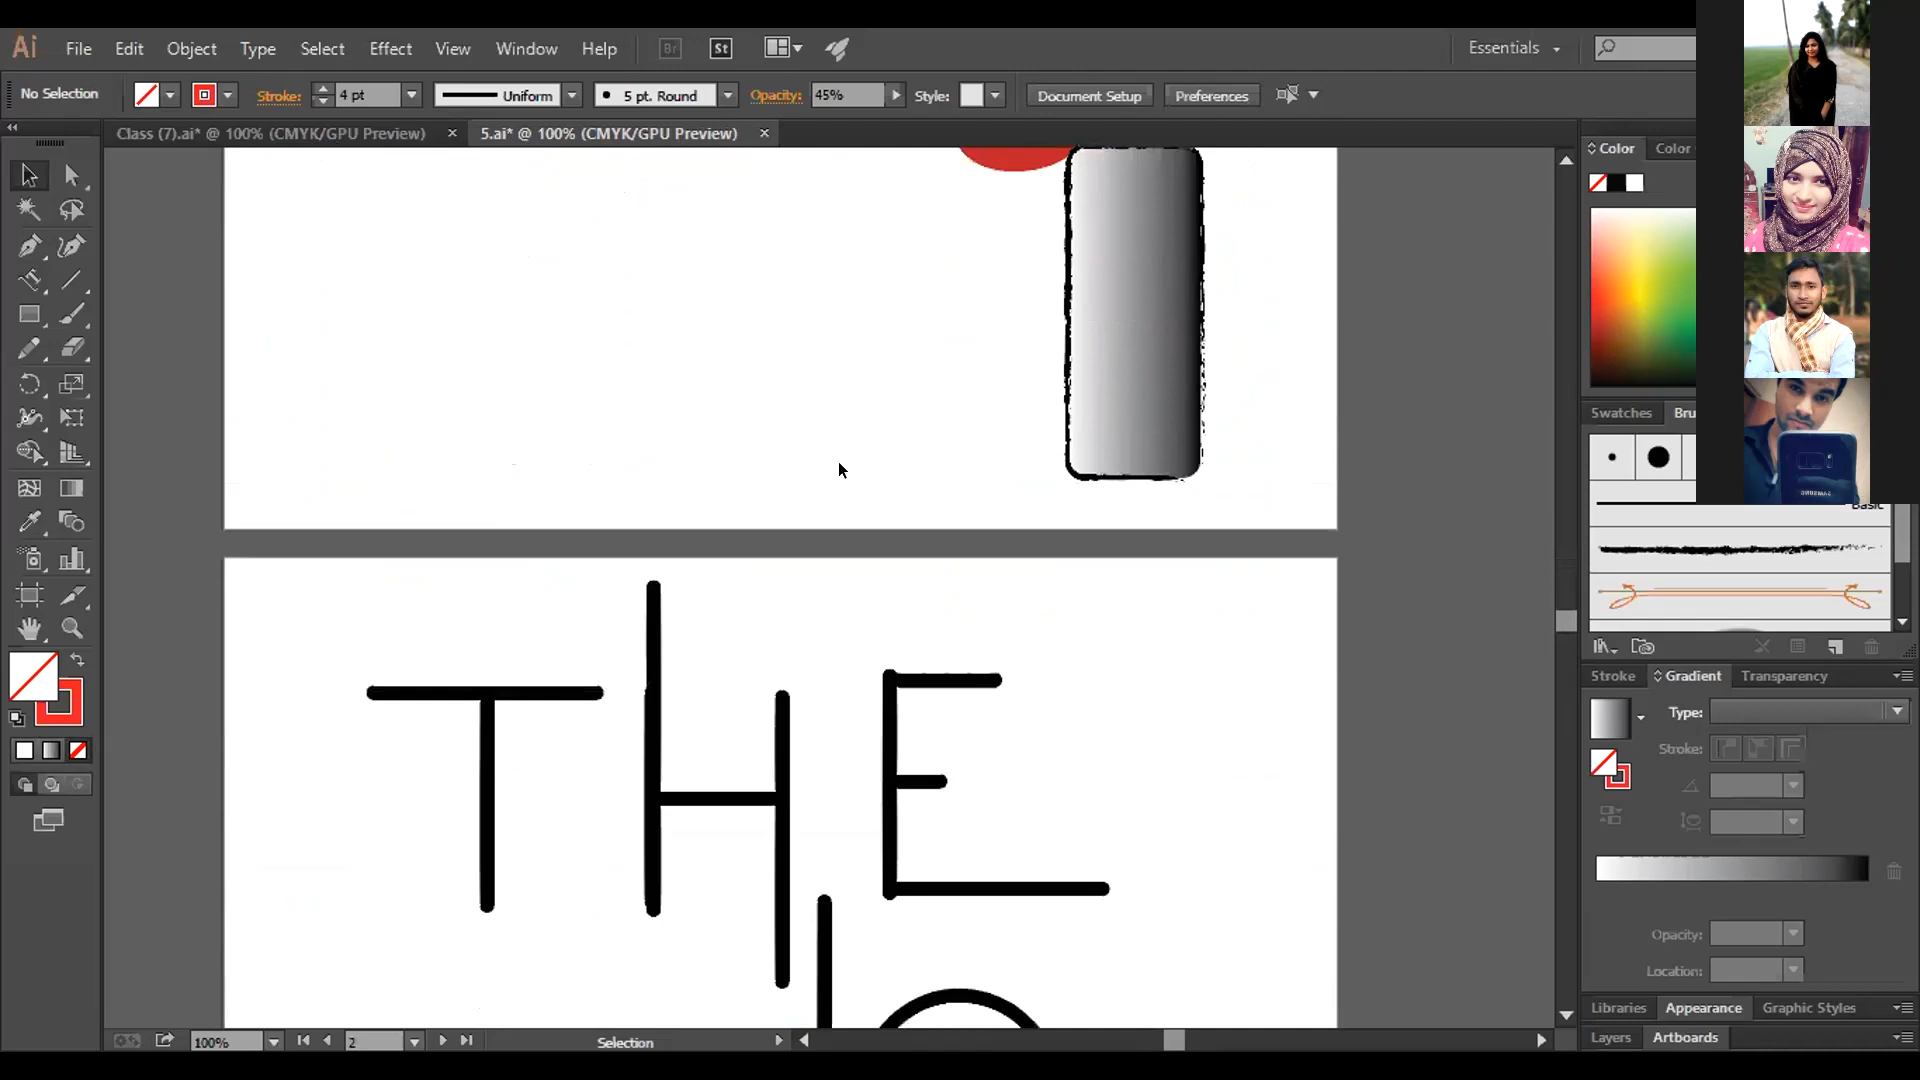 Ai File Edit Object Type Select Effect View Window Help Br St Essentials
No Selection Stroke: 4 pt Uniform 5 pt. Round Opacity: 45% Style: Document Setup Preferences
Class (7).ai* @ 100% (CMYK/GPU Preview) × 5.ai* @ 100% (CMYK/GPU Preview) ×
Color Color
Swatches Bru
SAMSUNG
Basic
THE
Stroke Gradient Transparency
Type:
Stroke:
Opacity:
Location:
Libraries Appearance Graphic Styles
Layers Artboards
100% 2 Selection